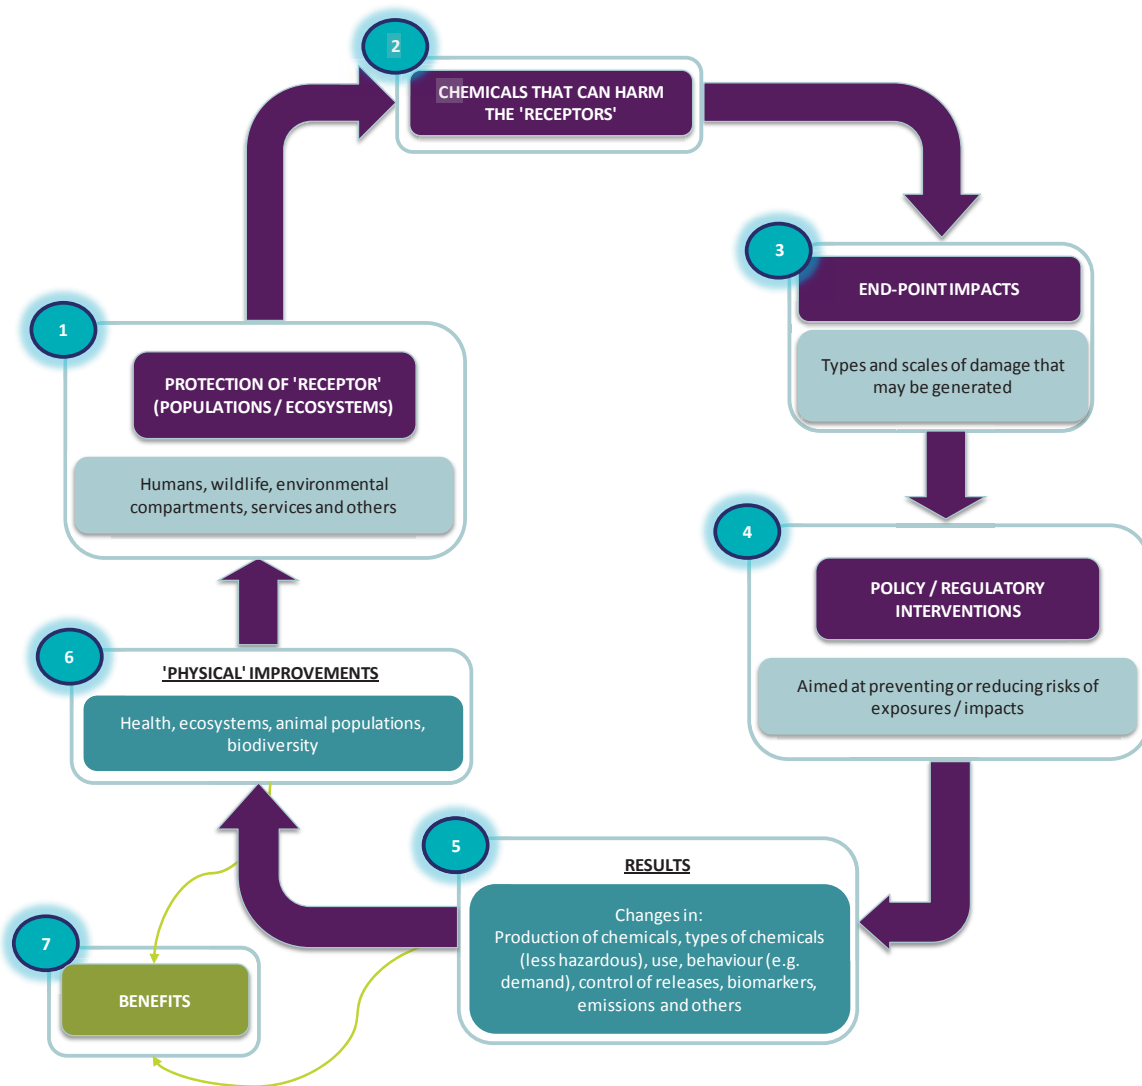 1
PROTECTION OF 'RECEPTOR'
(POPULATIONS / ECOSYSTEMS)
Humans, wildlife, environmental
compartments, services and others
2
CHEMICALS THAT CAN HARM
THE 'RECEPTORS'
3
END-POINT IMPACTS
Types and scales of damage that
may be generated
4
POLICY / REGULATORY
INTERVENTIONS
Aimed at preventing or reducing risks of
exposures / impacts
5
RESULTS
Changes in:
Production of chemicals, types of chemicals
(less hazardous), use, behaviour (e.g.
demand), control of releases, biomarkers,
emissions and others
6
'PHYSICAL' IMPROVEMENTS
Health, ecosystems, animal populations,
biodiversity
7
BENEFITS